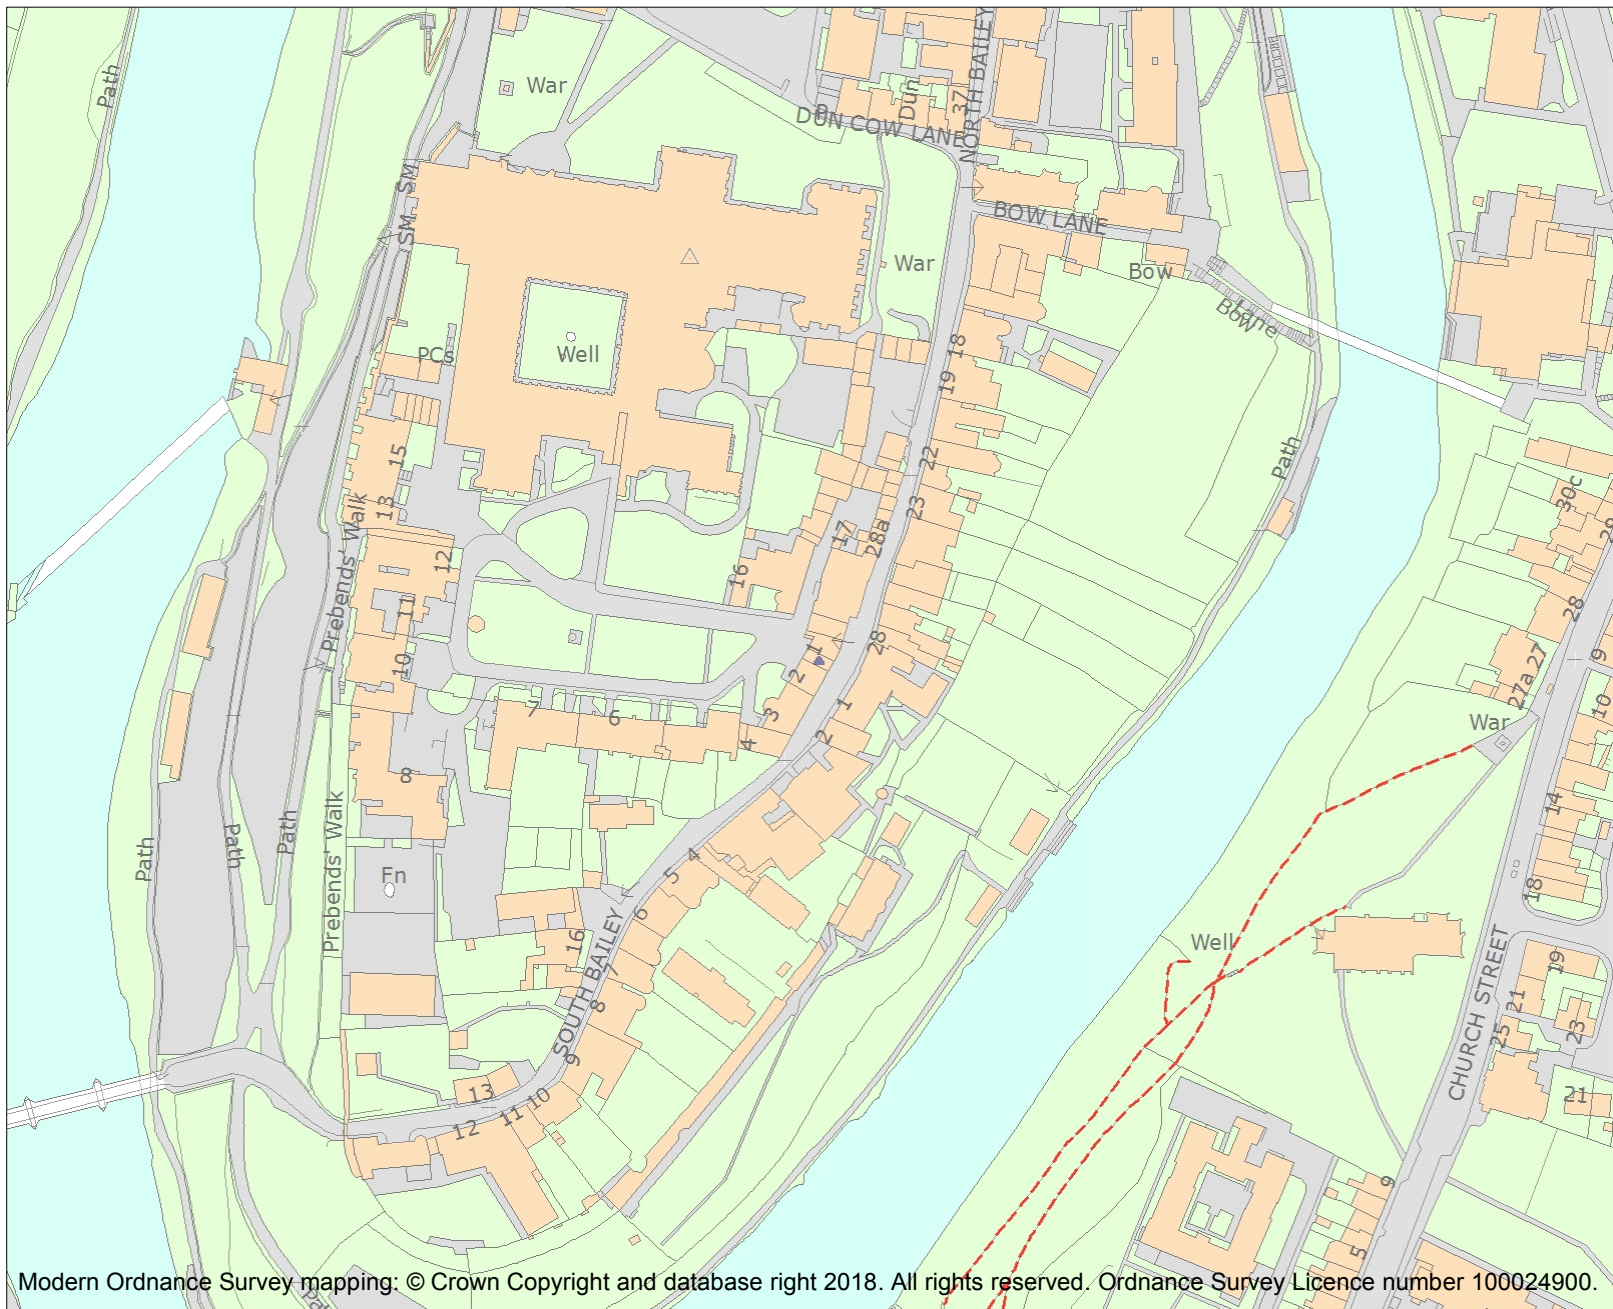 Path
War
Dun
37
NORTH BAILEY
DUN COW LANE
SM
SM
BOW LANE
War
Bow
Bow
Lane
Well
PCs
18
19
15
22
Path
13
23
30c
17
28a
Prebends' Walk
12
16
11
28
28
1
10
2
27
27a
9
10
7
6
3
1
War
4
2
8
14
Prebends' Walk
Path
Path
Path
4
5
Fn
6
18
16
Well
7
19
SOUTH BAILEY
8
21
CHURCH STREET
23
25
9
13
10
11
21
12
9
5
Modern Ordnance Survey mapping: © Crown Copyright and database right 2018. All rights reserved. Ordnance Survey Licence number 100024900.